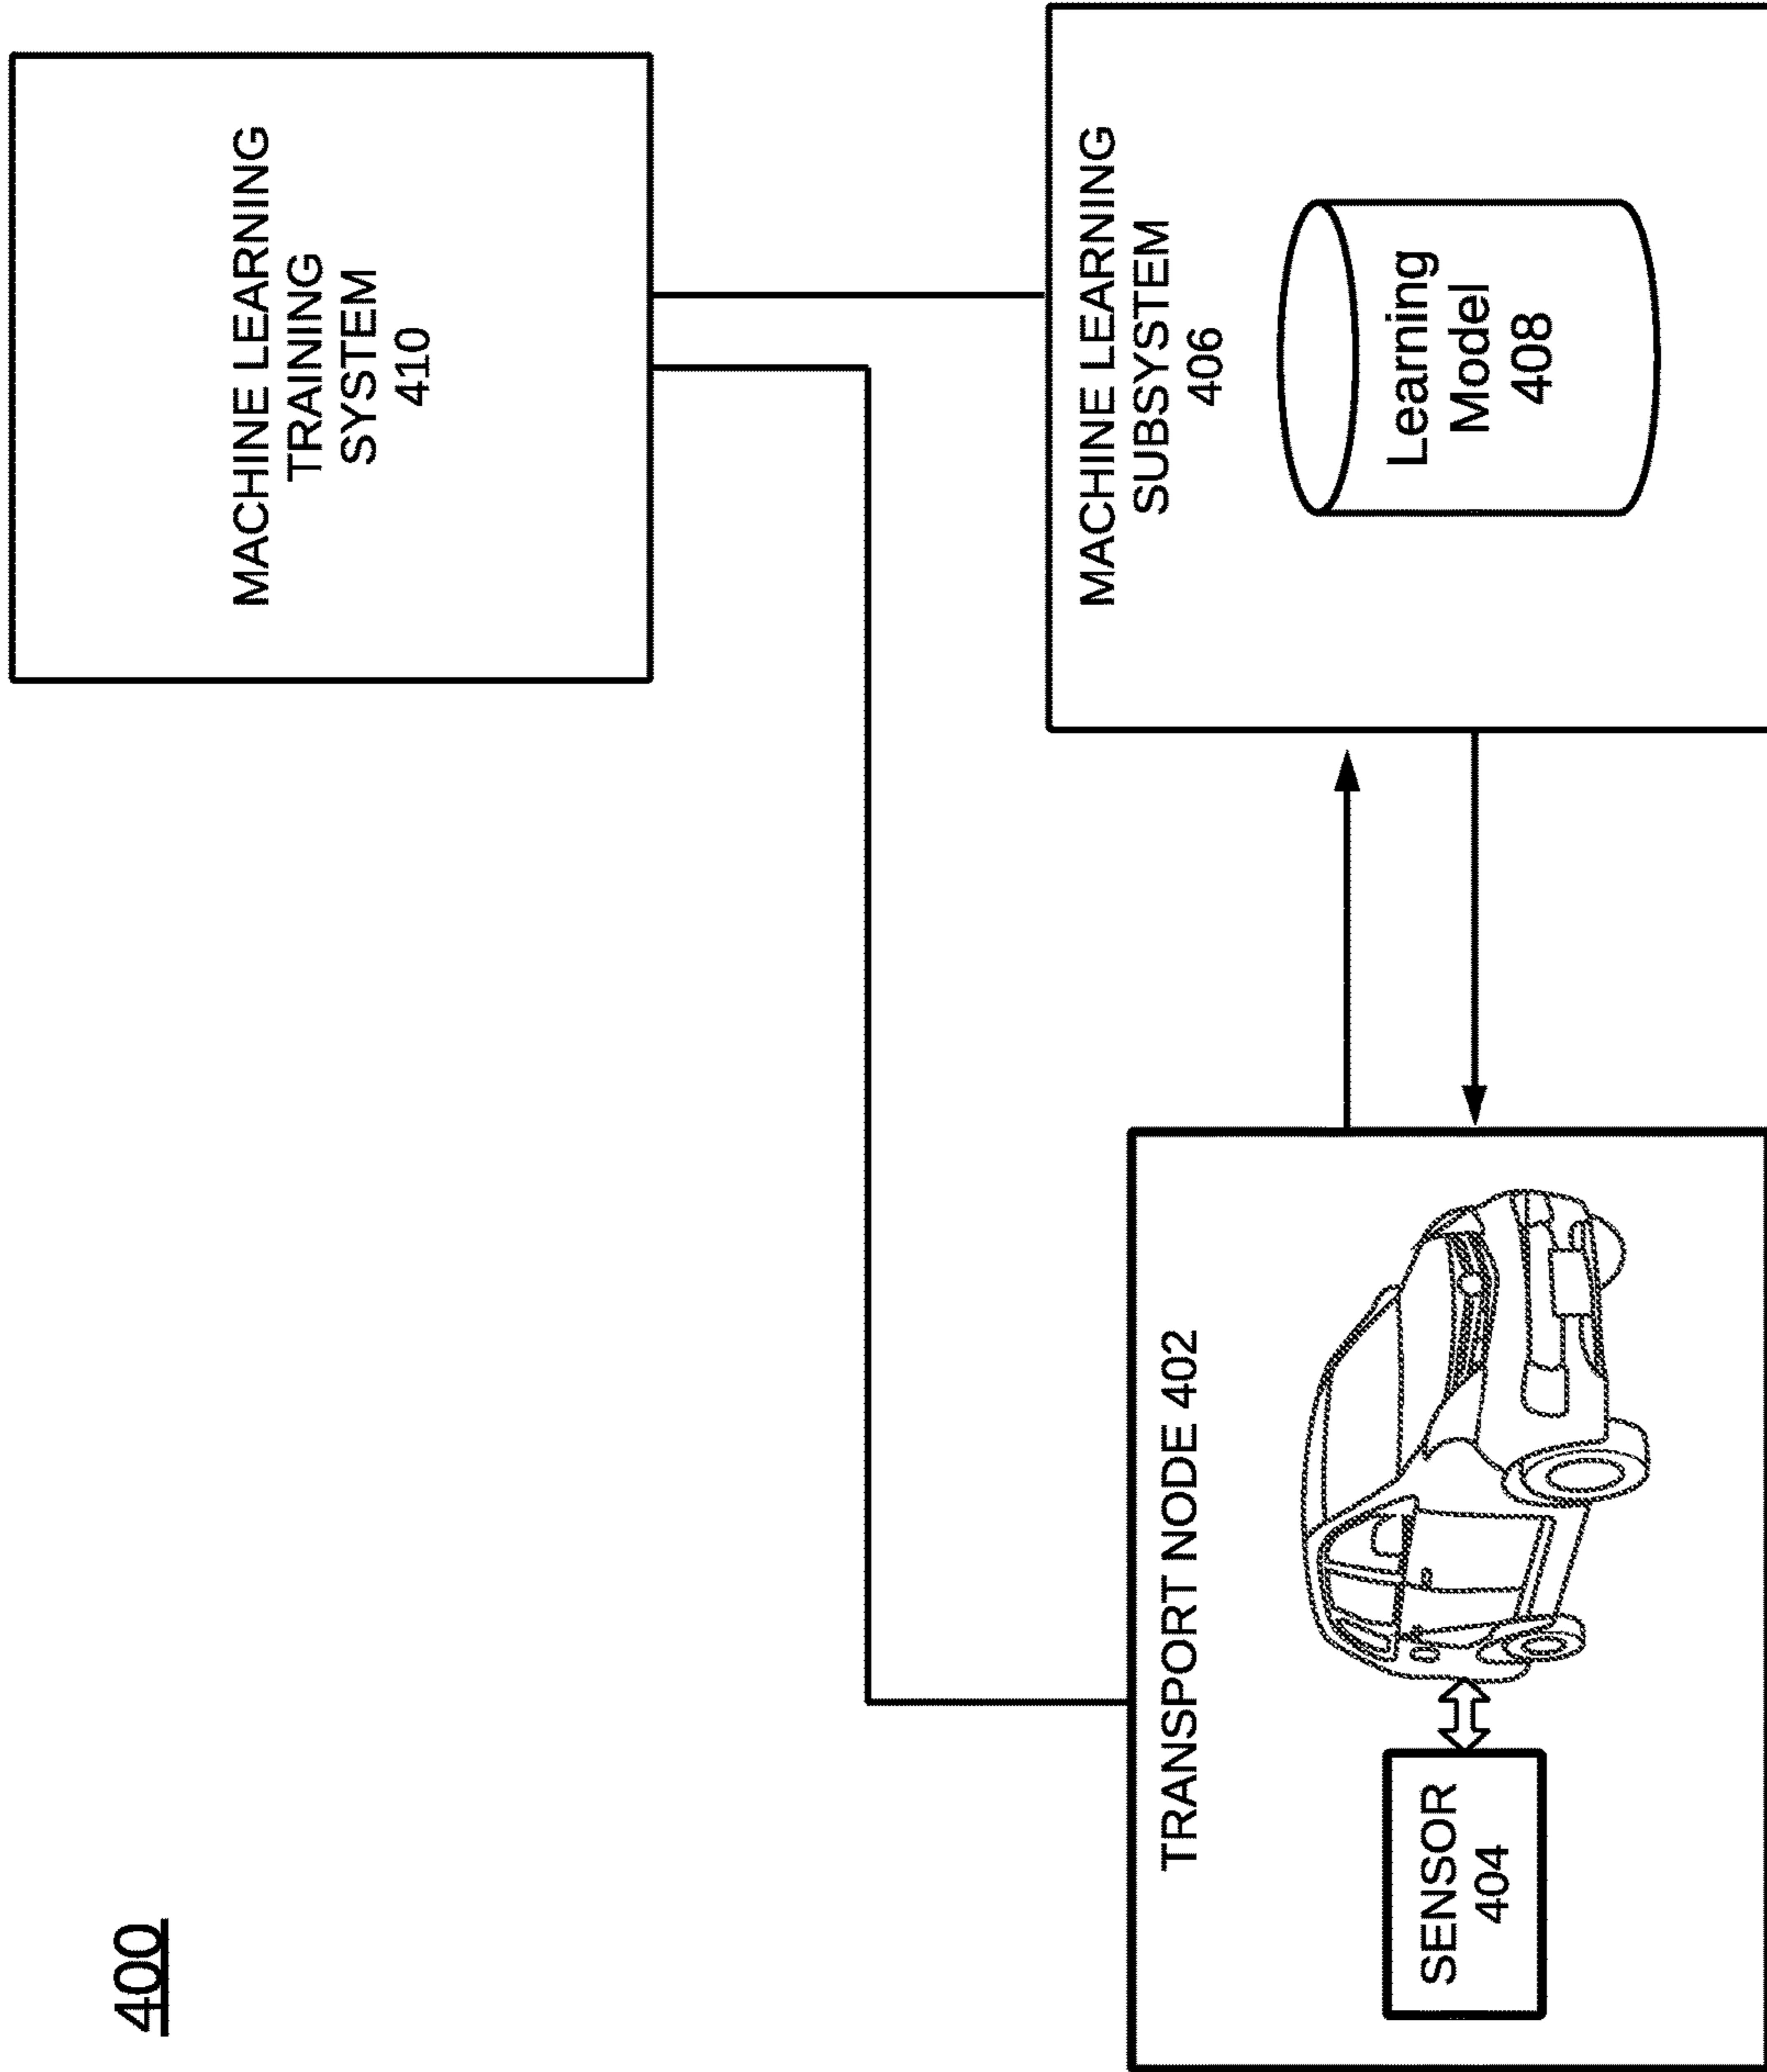 400
MACHINE LEARNING
TRAINING
SYSTEM
410
TRANSPORT NODE 402
SENSOR
404
MACHINE LEARNING
SUBSYSTEM
406
Learning
Model
408